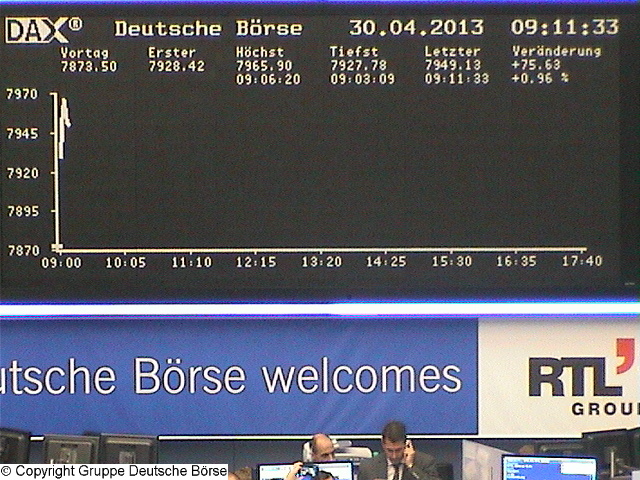 DAX® Deutsche Börse 30.04.2013 09:11:33
Vortag Erster Höchst Tiefst Letzter Veränderung
7873.50 7928.42 7965.90 7927.78 7949.13 +75.63
09:06:20 09:03:09 09:11:33 +0.96 %
7970
7945
7920
7895
7870
09:00 10:05 11:10 12:15 13:20 14:25 15:30 16:35 17:40
utsche Börse welcomes
RTL
GROU
© Copyright Gruppe Deutsche Börse